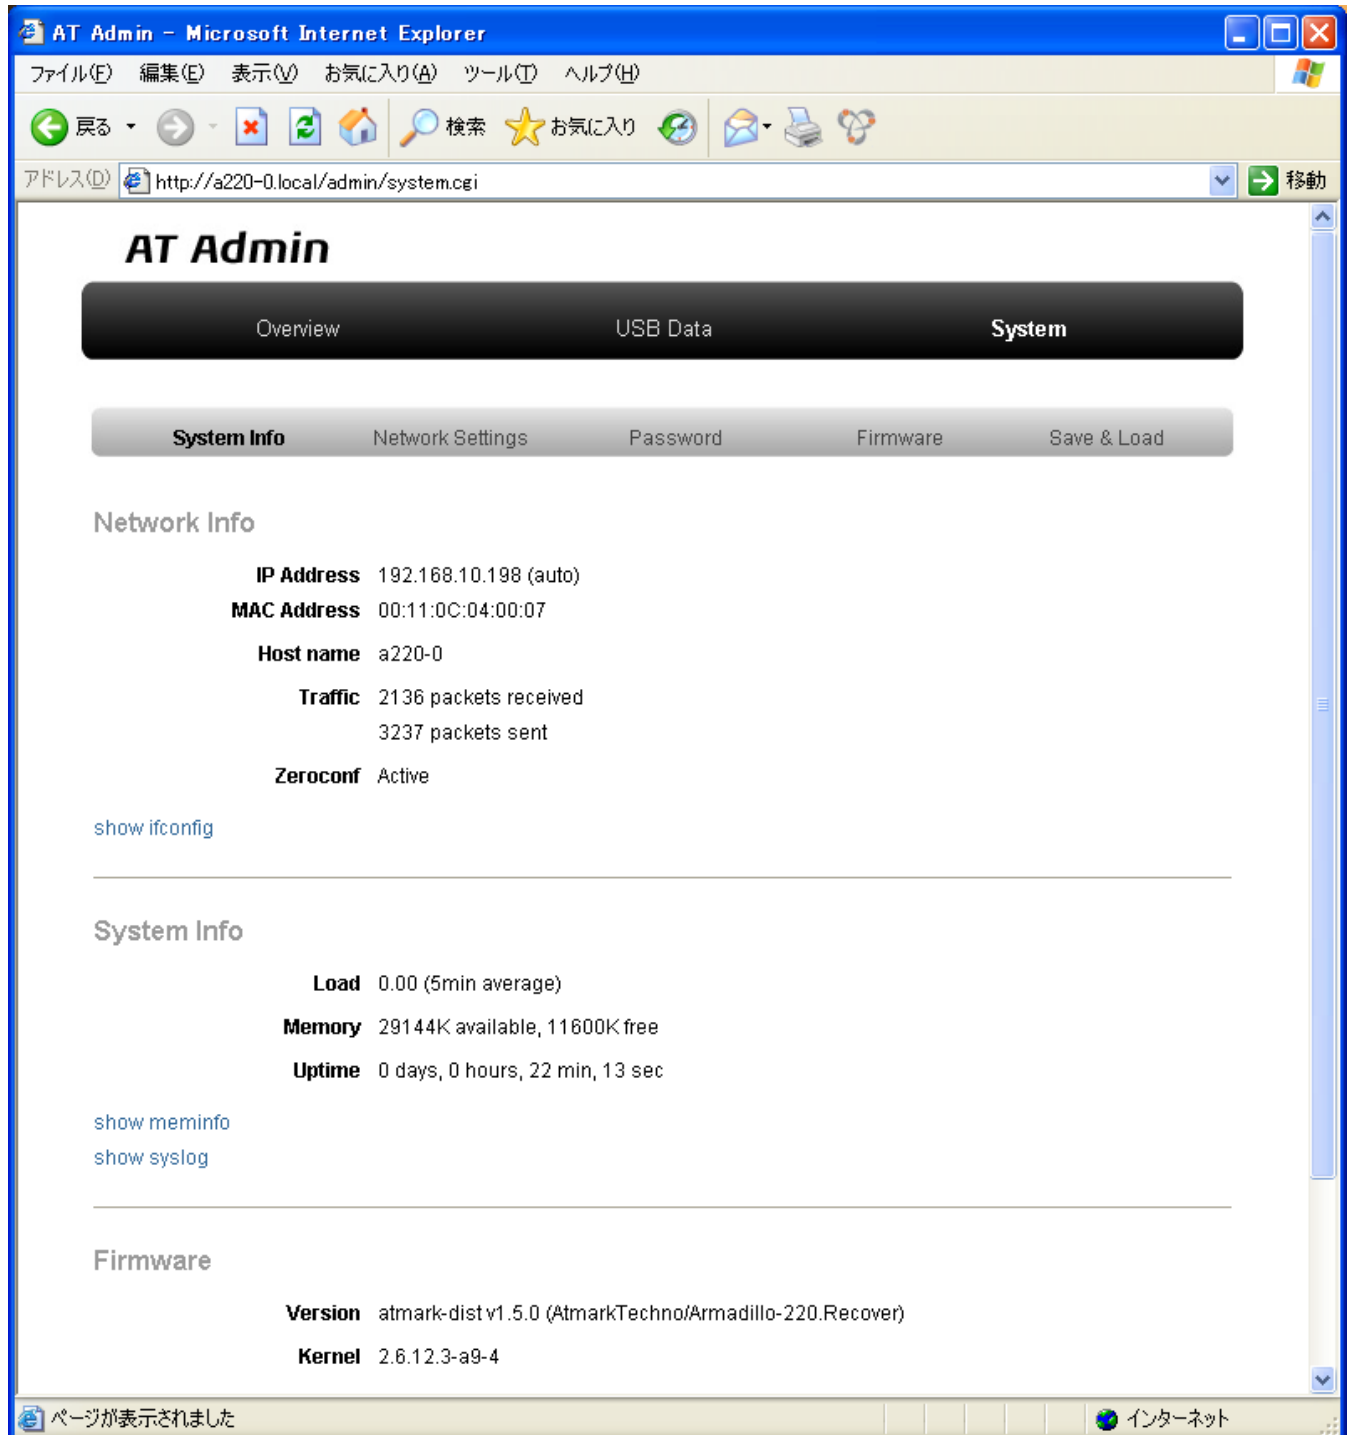 AT Admin - Microsoft Internet Explorer
ファイル(F) 編集(E) 表示(V) お気に入り(A) ツール(T) ヘルプ(H)
戻る 検索 お気に入り
アドレス(D) http://a220-0.local/admin/system.cgi 移動
AT Admin
Overview USB Data System
System Info Network Settings Password Firmware Save & Load
Network Info
IP Address 192.168.10.198 (auto)
MAC Address 00:11:0C:04:00:07
Host name a220-0
Traffic 2136 packets received
3237 packets sent
Zeroconf Active
show ifconfig
System Info
Load 0.00 (5min average)
Memory 29144K available, 11600K free
Uptime 0 days, 0 hours, 22 min, 13 sec
show meminfo
show syslog
Firmware
Version atmark-dist v1.5.0 (AtmarkTechno/Armadillo-220.Recover)
Kernel 2.6.12.3-a9-4
ページが表示されました インターネット